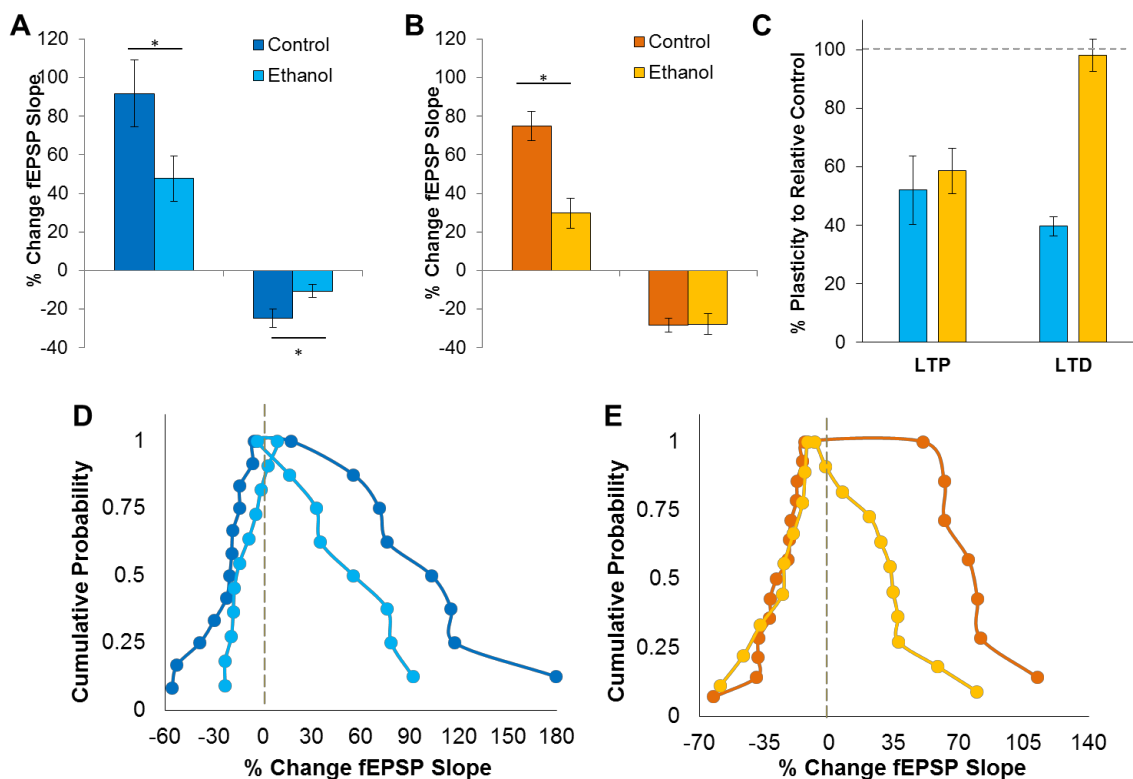 A
% Change fEPSP Slope
120
100
80
60
40
20
0
-20
-40
*
*
Control
Ethanol
B
% Change fEPSP Slope
120
100
80
60
40
20
0
-20
-40
*
Control
Ethanol
C
% Plasticity to Relative Control
100
80
60
40
20
0
LTP LTD
D
Cumulative Probability
1
0.75
0.5
0.25
0
-60 -30 0 30 60 90 120 150 180
% Change fEPSP Slope
E
Cumulative Probability
1
0.75
0.5
0.25
0
-70 -35 0 35 70 105 140
% Change fEPSP Slope